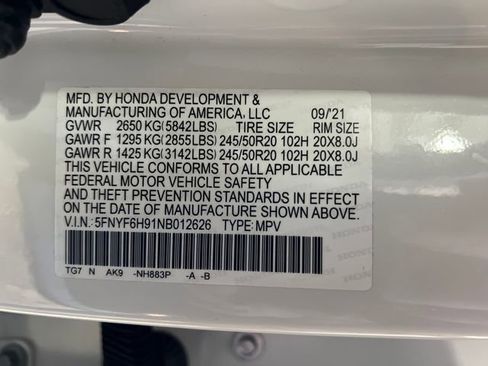 MFD. BY HONDA DEVELOPMENT &
MANUFACTURING OF AMERICA, LLC 09/'21
GVWR 2650 KG(5842LBS) TIRE SIZE RIM SIZE
GAWR F 1295 KG(2855LBS) 245/50R20 102H 20X8.0J
GAWR R 1425 KG(3142LBS) 245/50R20 102H 20X8.0J
THIS VEHICLE CONFORMS TO ALL APPLICABLE
FEDERAL MOTOR VEHICLE SAFETY
AND THEFT PREVENTION STANDARDS IN EFFECT
ON THE DATE OF MANUFACTURE SHOWN ABOVE.
V.I.N.: 5FNYF6H91NB012626 TYPE: MPV
TG7 N AK9 -NH883P -A -B